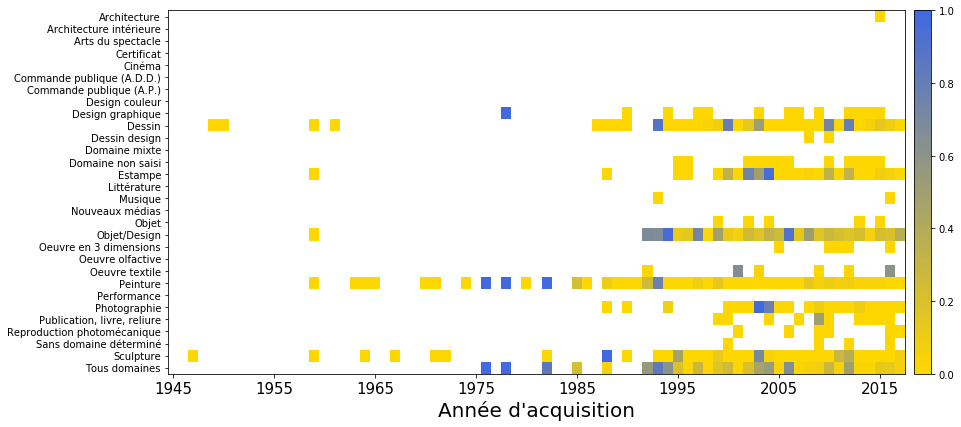 Architecture
Architecture intérieure
Arts du spectacle
Certificat
Cinéma
Commande publique (A.D.D.)
Commande publique (A.P.)
Design couleur
Design graphique
Dessin
Dessin design
Domaine mixte
Domaine non saisi
Estampe
Littérature
Musique
Nouveaux médias
Objet
Objet/Design
Oeuvre en 3 dimensions
Oeuvre olfactive
Oeuvre textile
Peinture
Performance
Photographie
Publication, livre, reliure
Reproduction photomécanique
Sans domaine déterminé
Sculpture
Tous domaines
1945 1955 1965 1975 1985 1995 2005 2015
Année d'acquisition
1.0
0.8
0.6
0.4
0.2
0.0